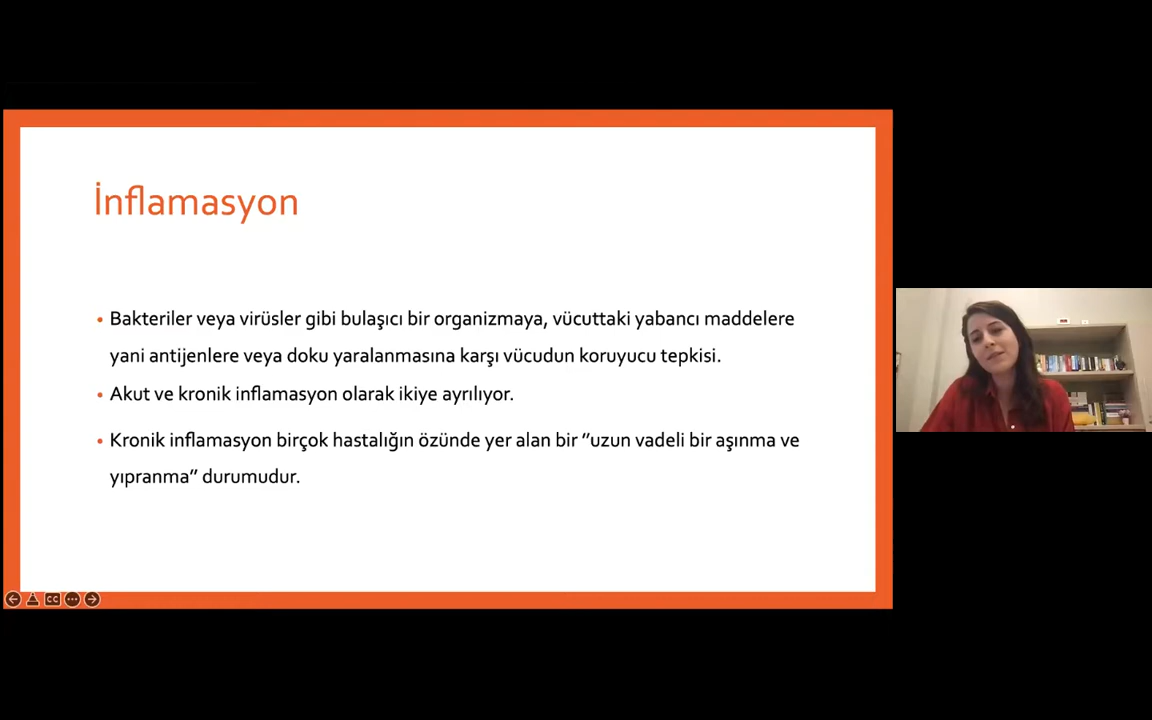 İnflamasyon
• Bakteriler veya virüsler gibi bulaşıcı bir organizmaya, vücuttaki yabancı maddelere
yani antijenlere veya doku yaralanmasına karşı vücudun koruyucu tepkisi.
• Akut ve kronik inflamasyon olarak ikiye ayrılıyor.
• Kronik inflamasyon birçok hastalığın özünde yer alan bir ”uzun vadeli bir aşınma ve
yıpranma” durumudur.
CC